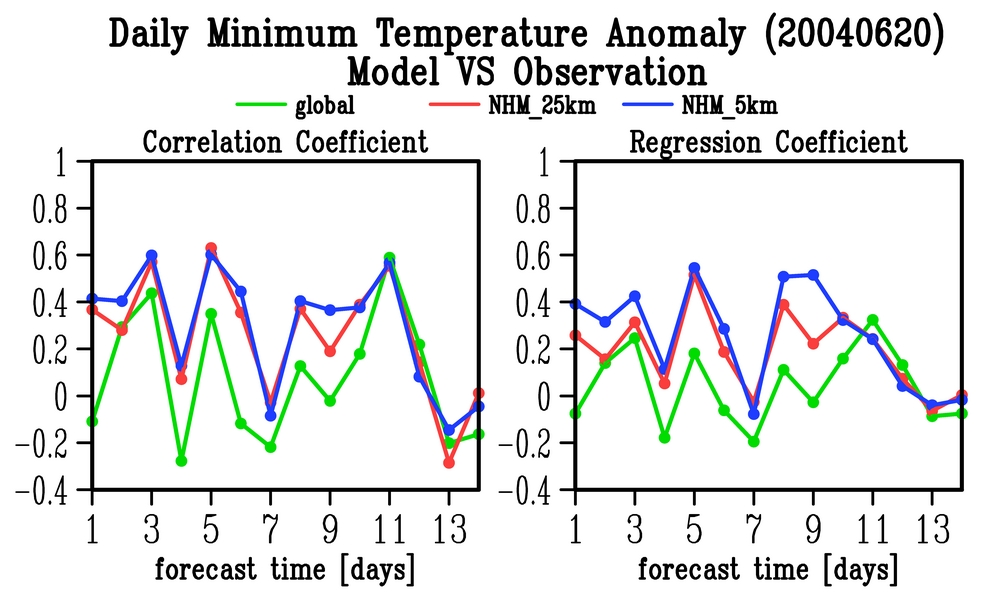 Daily Minimum Temperature Anomaly (20040620)
Model VS Observation
global NHM_25km NHM_5km
Correlation Coefficient
1
0.8
0.6
0.4
0.2
0
−0.2
−0.4
1 3 5 7 9 11 13
forecast time [days]
Regression Coefficient
1
0.8
0.6
0.4
0.2
0
−0.2
−0.4
1 3 5 7 9 11 13
forecast time [days]